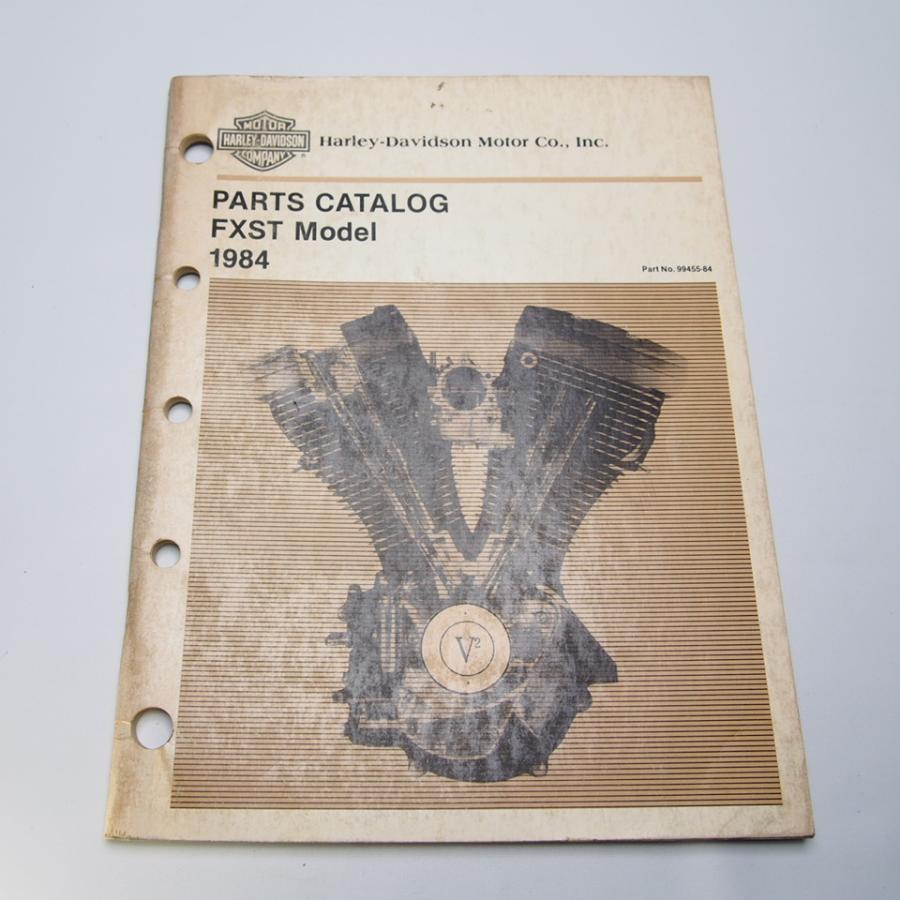 MOTOR
HARLEY-DAVIDSON
COMPANY
®
Harley-Davidson Motor Co., Inc.
PARTS CATALOG
FXST Model
1984
Part No. 99455-84
V²